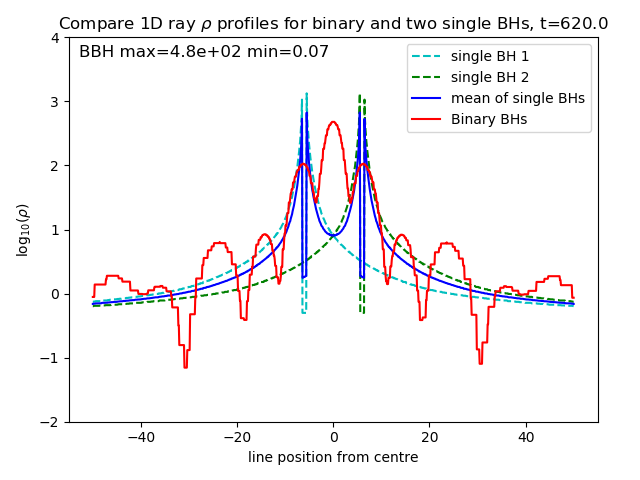 Compare 1D ray ρ profiles for binary and two single BHs, t=620.0
BBH max=4.8e+02 min=0.07
single BH 1
single BH 2
mean of single BHs
Binary BHs
4
3
2
1
0
−1
−2
log₁₀(ρ)
−40 −20 0 20 40
line position from centre